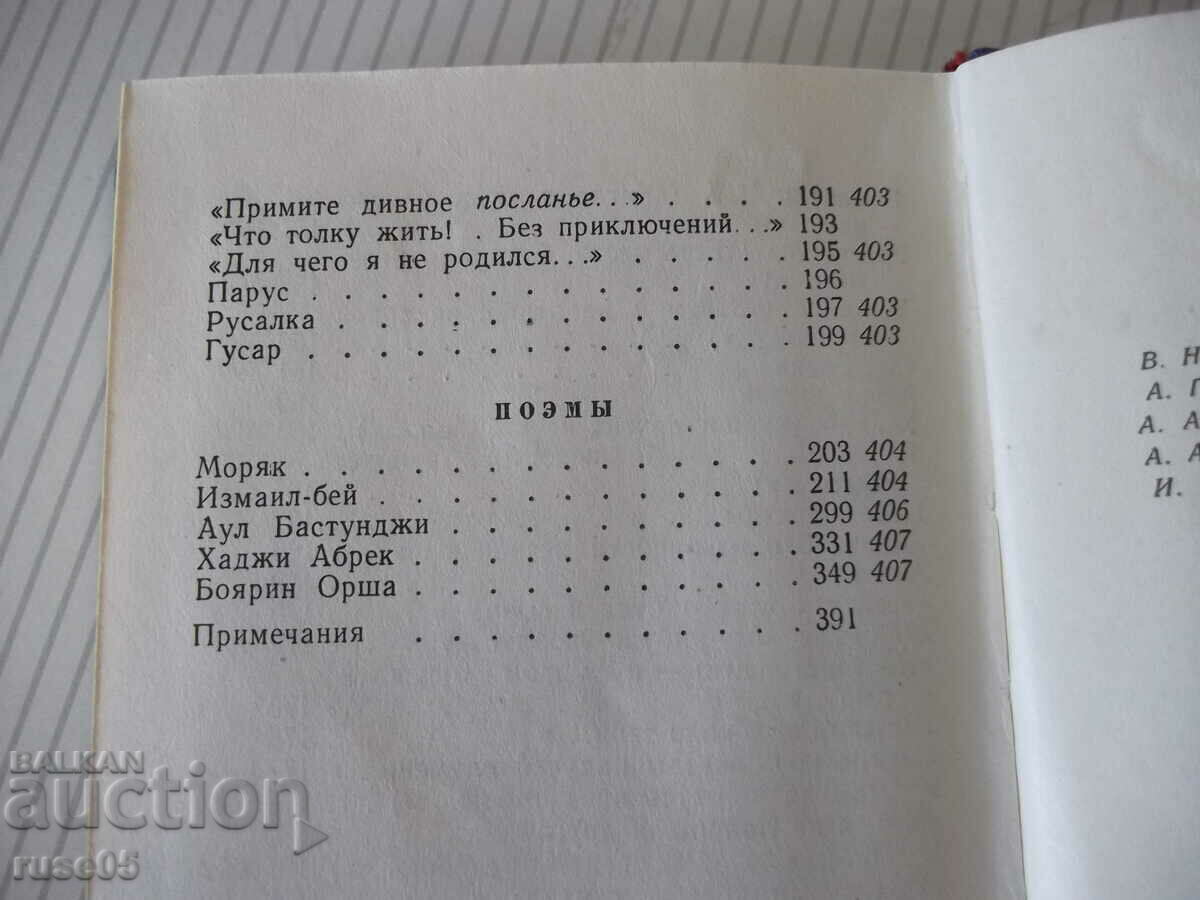 «Примите дивное посланье...» . . . . 191 403
«Что толку жить! . Без приключений...» 193
«Для чего я не родился...» . . . . . 195 403
Парус . . . . . . . . . . . . . 196
Русалка . . . . . . . . . . . . 197 403
Гусар . . . . . . . . . . . . . 199 403
ПОЭМЫ
Моряк . . . . . . . . . . . . . 203 404
Измаил-бей . . . . . . . . . . . 211 404
Аул Бастунджи . . . . . . . . . 299 406
Хаджи Абрек . . . . . . . . . . 331 407
Боярин Орша . . . . . . . . . . 349 407
Примечания . . . . . . . . . . . 391
В. Н
А. Г
А. А
А. А
И.
BALKAN
auction
ruse05